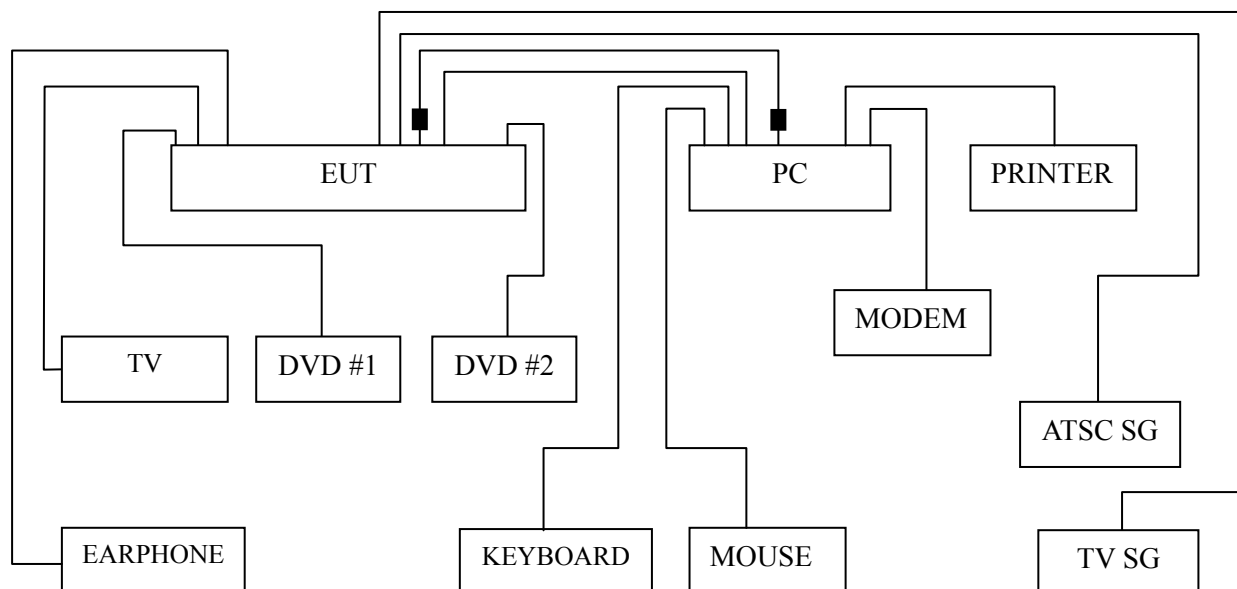 EUT
PC
PRINTER
MODEM
TV
DVD #1
DVD #2
ATSC SG
EARPHONE
KEYBOARD
MOUSE
TV SG